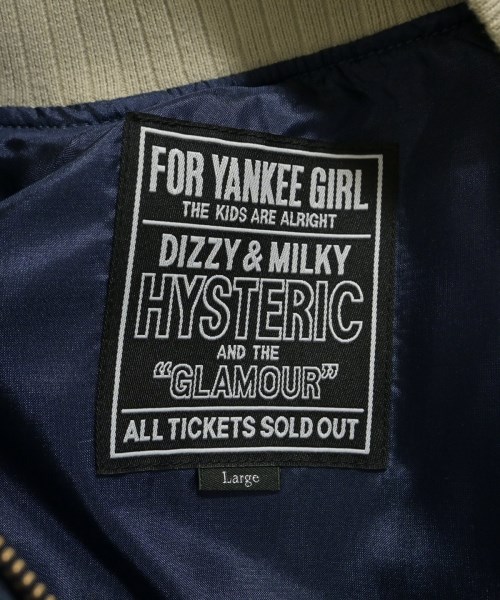 FOR YANKEE GIRL
THE KIDS ARE ALRIGHT
DIZZY & MILKY
HYSTERIC
AND THE
"GLAMOUR"
ALL TICKETS SOLD OUT
Large